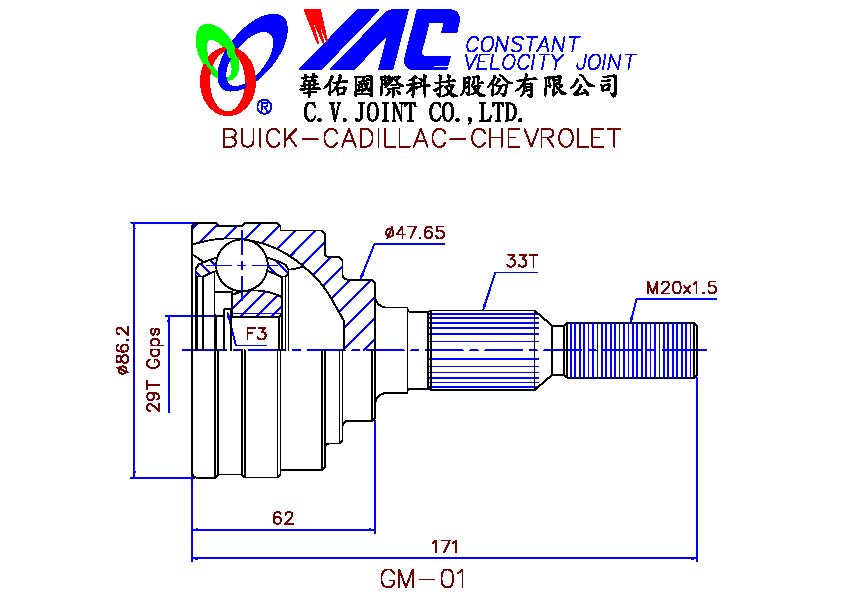 YAC CONSTANT
VELOCITY JOINT
®
華佑國際科技股份有限公司
C.V.JOINT CO.,LTD.
BUICK-CADILLAC-CHEVROLET
ø47.65
33T
M20x1.5
F3
ø86.2
29T Gaps
62
171
GM-01